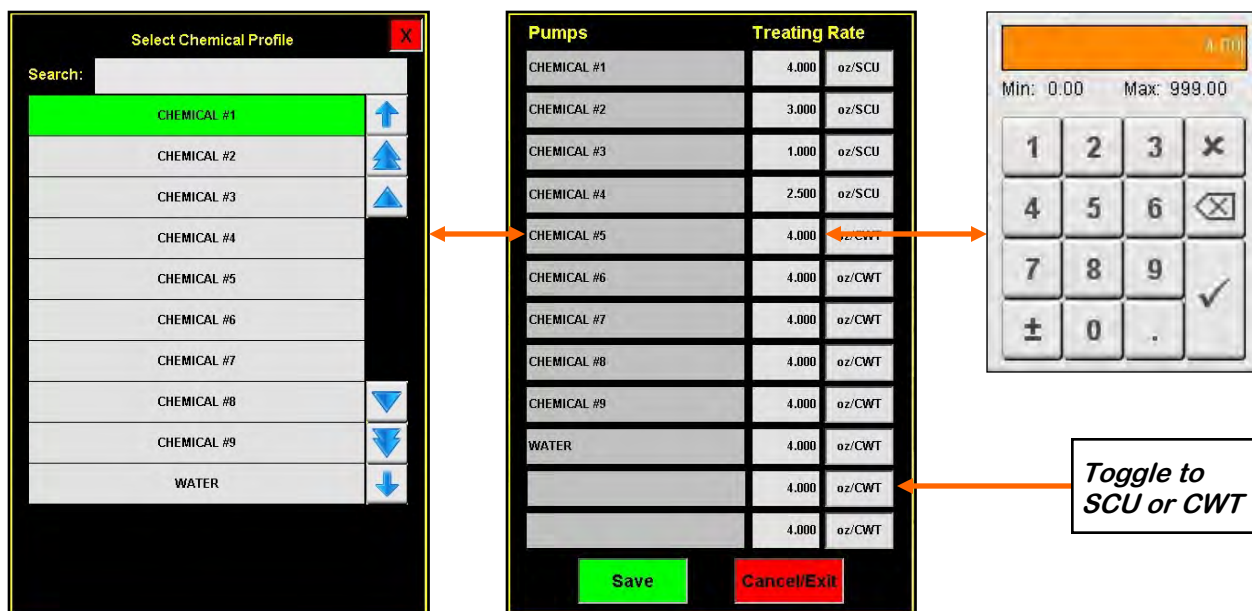 Select Chemical Profile
X
Search:
CHEMICAL #1
CHEMICAL #2
CHEMICAL #3
CHEMICAL #4
CHEMICAL #5
CHEMICAL #6
CHEMICAL #7
CHEMICAL #8
CHEMICAL #9
WATER
Pumps Treating Rate
CHEMICAL #1 4.000 oz/SCU
CHEMICAL #2 3.000 oz/SCU
CHEMICAL #3 1.000 oz/SCU
CHEMICAL #4 2.500 oz/SCU
CHEMICAL #5 4.000 oz/CWT
CHEMICAL #6 4.000 oz/CWT
CHEMICAL #7 4.000 oz/CWT
CHEMICAL #8 4.000 oz/CWT
CHEMICAL #9 4.000 oz/CWT
WATER 4.000 oz/CWT
4.000 oz/CWT
4.000 oz/CWT
Save Cancel/Exit
4.00
Min: 0.00 Max: 999.00
1 2 3
4 5 6
7 8 9
± 0 .
Toggle to
SCU or CWT